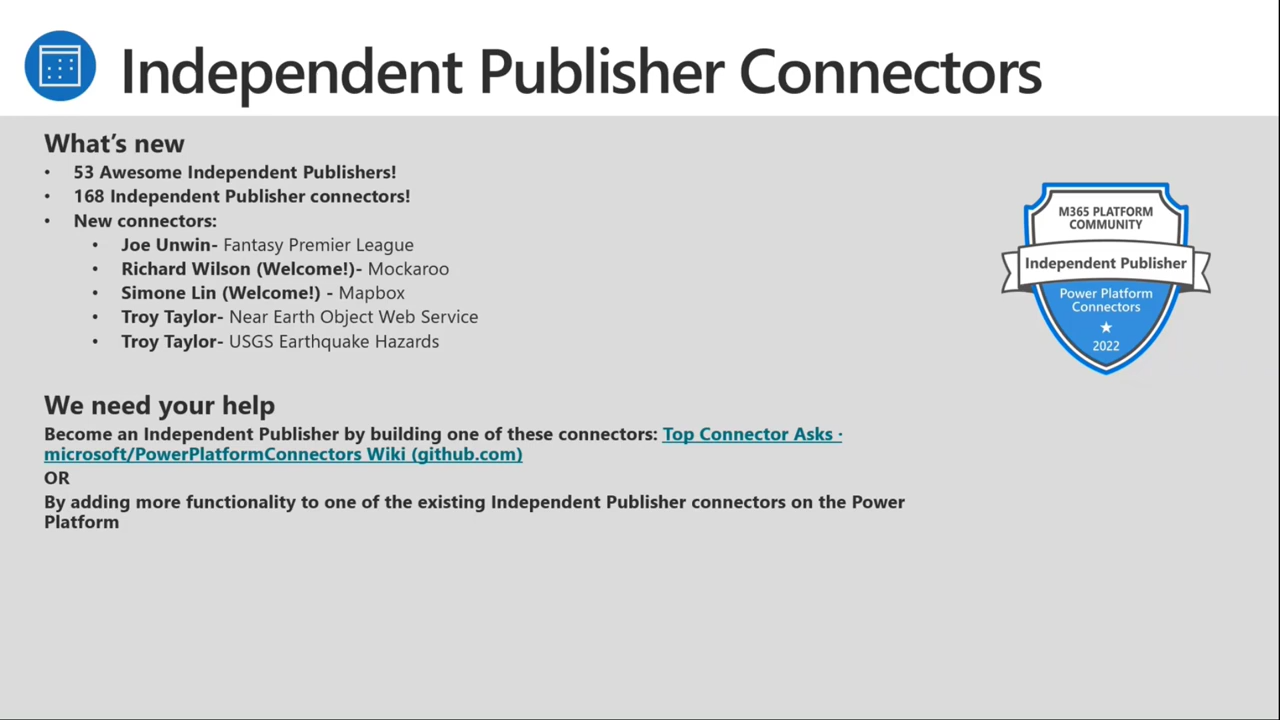 Independent Publisher Connectors
What's new
• 53 Awesome Independent Publishers!
• 168 Independent Publisher connectors!
• New connectors:
• Joe Unwin- Fantasy Premier League
• Richard Wilson (Welcome!)- Mockaroo
• Simone Lin (Welcome!) - Mapbox
• Troy Taylor- Near Earth Object Web Service
• Troy Taylor- USGS Earthquake Hazards
M365 PLATFORM
COMMUNITY
Independent Publisher
Power Platform
Connectors
2022
We need your help
Become an Independent Publisher by building one of these connectors: Top Connector Asks ·
microsoft/PowerPlatformConnectors Wiki (github.com)
OR
By adding more functionality to one of the existing Independent Publisher connectors on the Power
Platform